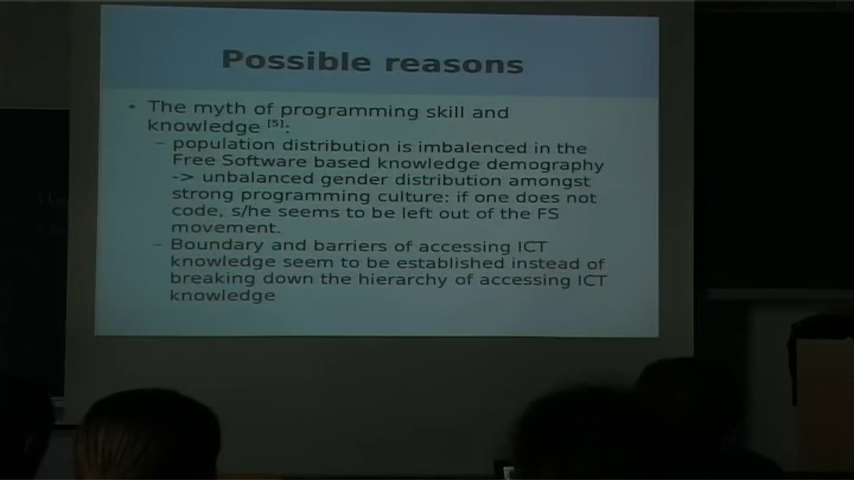 Possible reasons
• The myth of programming skill and
knowledge [5]:
– population distribution is imbalenced in the
Free Software based knowledge demography
-> unbalanced gender distribution amongst
strong programming culture: if one does not
code, s/he seems to be left out of the FS
movement.
– Boundary and barriers of accessing ICT
knowledge seem to be established instead of
breaking down the hierarchy of accessing ICT
knowledge